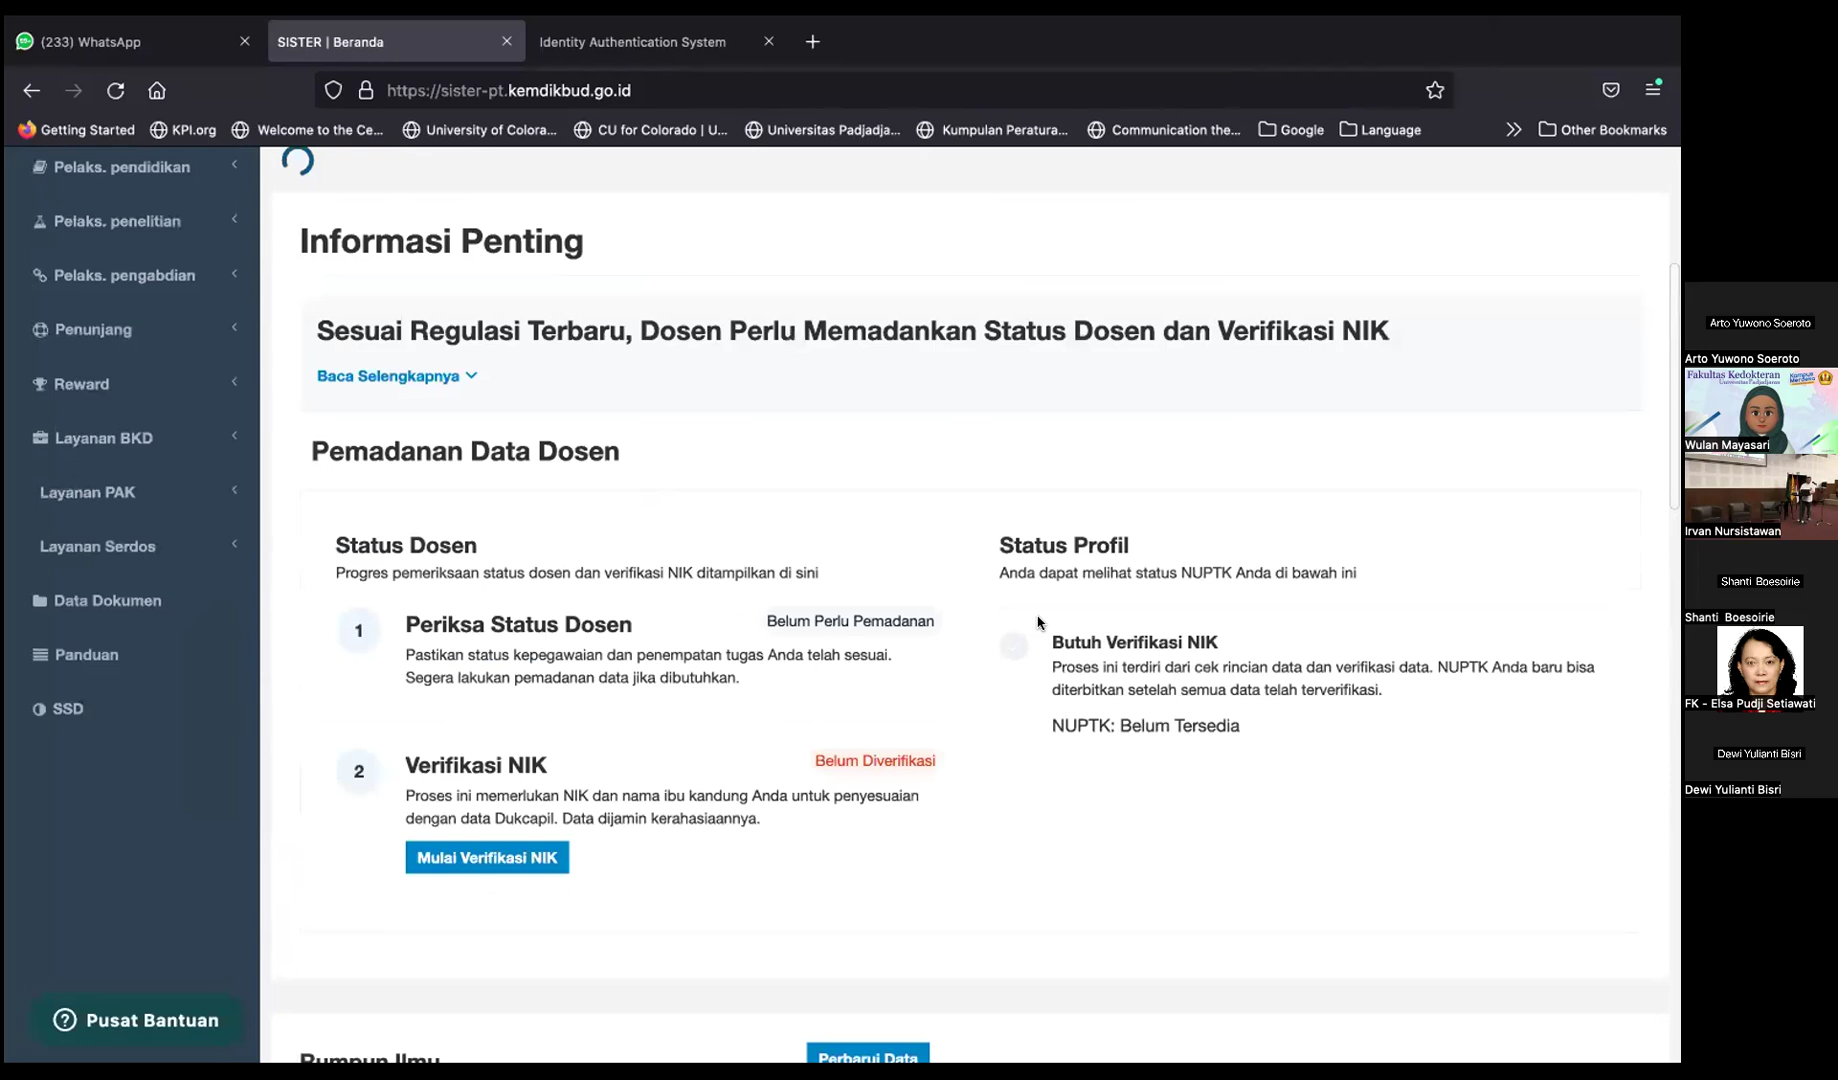 (233) WhatsApp
SISTER | Beranda
Identity Authentication System
https://sister-pt.kemdikbud.go.id
Getting Started
KPI.org
Welcome to the Ce...
University of Colora...
CU for Colorado | U...
Universitas Padjadja...
Kumpulan Peratura...
Communication the...
Google
Language
Other Bookmarks
Pelaks. pendidikan
Pelaks. penelitian
Pelaks. pengabdian
Penunjang
Reward
Layanan BKD
Layanan PAK
Layanan Serdos
Data Dokumen
Panduan
SSD
Pusat Bantuan
Informasi Penting
Sesuai Regulasi Terbaru, Dosen Perlu Memadankan Status Dosen dan Verifikasi NIK
Baca Selengkapnya
Pemadanan Data Dosen
Status Dosen
Progres pemeriksaan status dosen dan verifikasi NIK ditampilkan di sini
1
Periksa Status Dosen
Belum Perlu Pemadanan
Pastikan status kepegawaian dan penempatan tugas Anda telah sesuai.
Segera lakukan pemadanan data jika dibutuhkan.
2
Verifikasi NIK
Belum Diverifikasi
Proses ini memerlukan NIK dan nama ibu kandung Anda untuk penyesuaian
dengan data Dukcapil. Data dijamin kerahasiaannya.
Mulai Verifikasi NIK
Status Profil
Anda dapat melihat status NUPTK Anda di bawah ini
Butuh Verifikasi NIK
Proses ini terdiri dari cek rincian data dan verifikasi data. NUPTK Anda baru bisa
diterbitkan setelah semua data telah terverifikasi.
NUPTK: Belum Tersedia
Rumpun Ilmu
Perbarui Data
Arto Yuwono Soeroto
Arto Yuwono Soeroto
Fakultas Kedokteran
Universitas Padjadjaran
Kampus
Merdeka
Wulan Mayasari
Irvan Nursistawan
Shanti Boesoirie
Shanti Boesoirie
FK - Elsa Pudji Setiawati
Dewi Yulianti Bisri
Dewi Yulianti Bisri